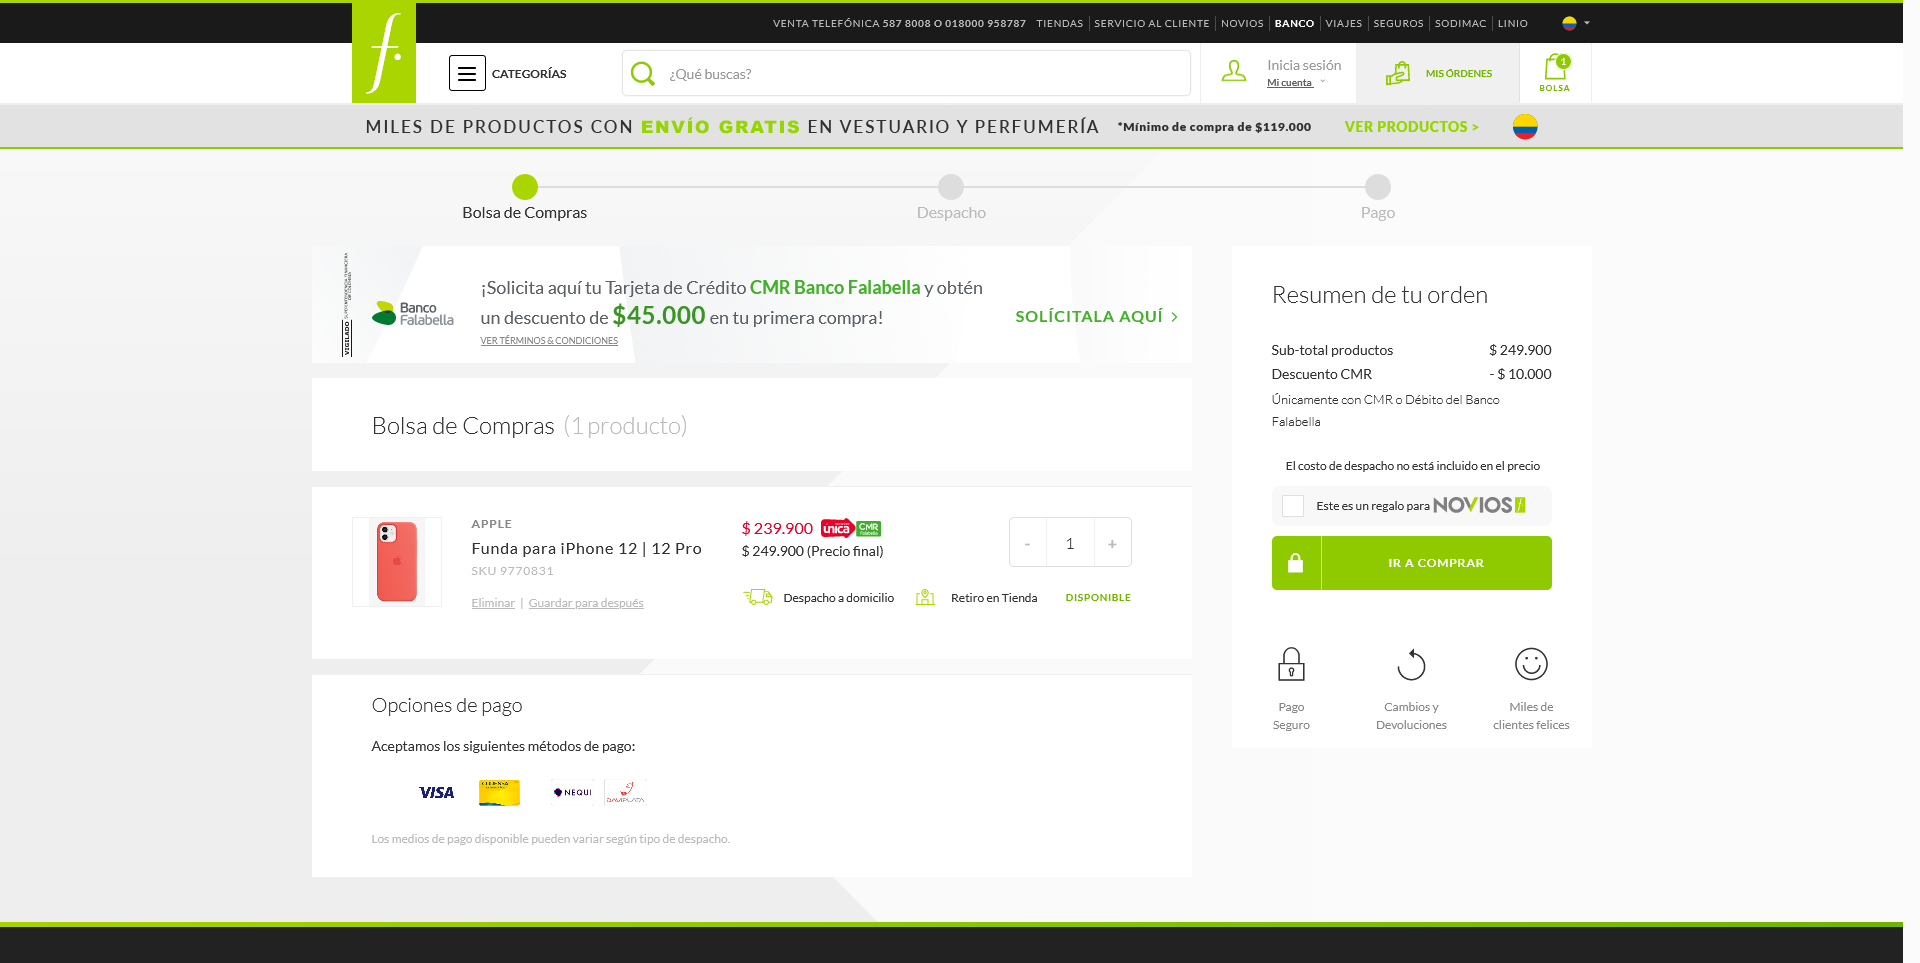 VENTA TELEFÓNICA 587 8008 O 018000 958787 TIENDAS SERVICIO AL CLIENTE NOVIOS BANCO VIAJES SEGUROS SODIMAC LINIO
f.
CATEGORÍAS
¿Qué buscas?
Inicia sesión
Mi cuenta
MIS ÓRDENES
1
BOLSA
MILES DE PRODUCTOS CON ENVÍO GRATIS EN VESTUARIO Y PERFUMERÍA *Mínimo de compra de $119.000 VER PRODUCTOS >
Bolsa de Compras
Despacho
Pago
VIGILADO SUPERINTENDENCIA FINANCIERA
DE COLOMBIA
Banco
Falabella
¡Solicita aquí tu Tarjeta de Crédito CMR Banco Falabella y obtén
un descuento de $45.000 en tu primera compra!
VER TÉRMINOS & CONDICIONES
SOLÍCITALA AQUÍ >
Bolsa de Compras (1 producto)
APPLE
Funda para iPhone 12 | 12 Pro
SKU 9770831
Eliminar | Guardar para después
$ 239.900 única CMR Falabella
$ 249.900 (Precio final)
- 1 +
Despacho a domicilio
Retiro en Tienda
DISPONIBLE
Opciones de pago
Aceptamos los siguientes métodos de pago:
VISA
CODENSA
NEQUI
DAVIPLATA
Los medios de pago disponible pueden variar según tipo de despacho.
Resumen de tu orden
Sub-total productos $ 249.900
Descuento CMR - $ 10.000
Únicamente con CMR o Débito del Banco
Falabella
El costo de despacho no está incluido en el precio
Este es un regalo para NOVIOS f
IR A COMPRAR
Pago
Seguro
Cambios y
Devoluciones
Miles de
clientes felices